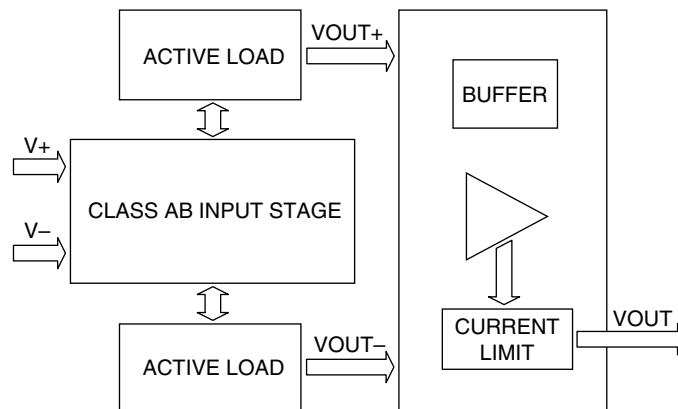 ACTIVE LOAD
VOUT+
BUFFER
V+
CLASS AB INPUT STAGE
V–
CURRENT
LIMIT
VOUT
ACTIVE LOAD
VOUT–